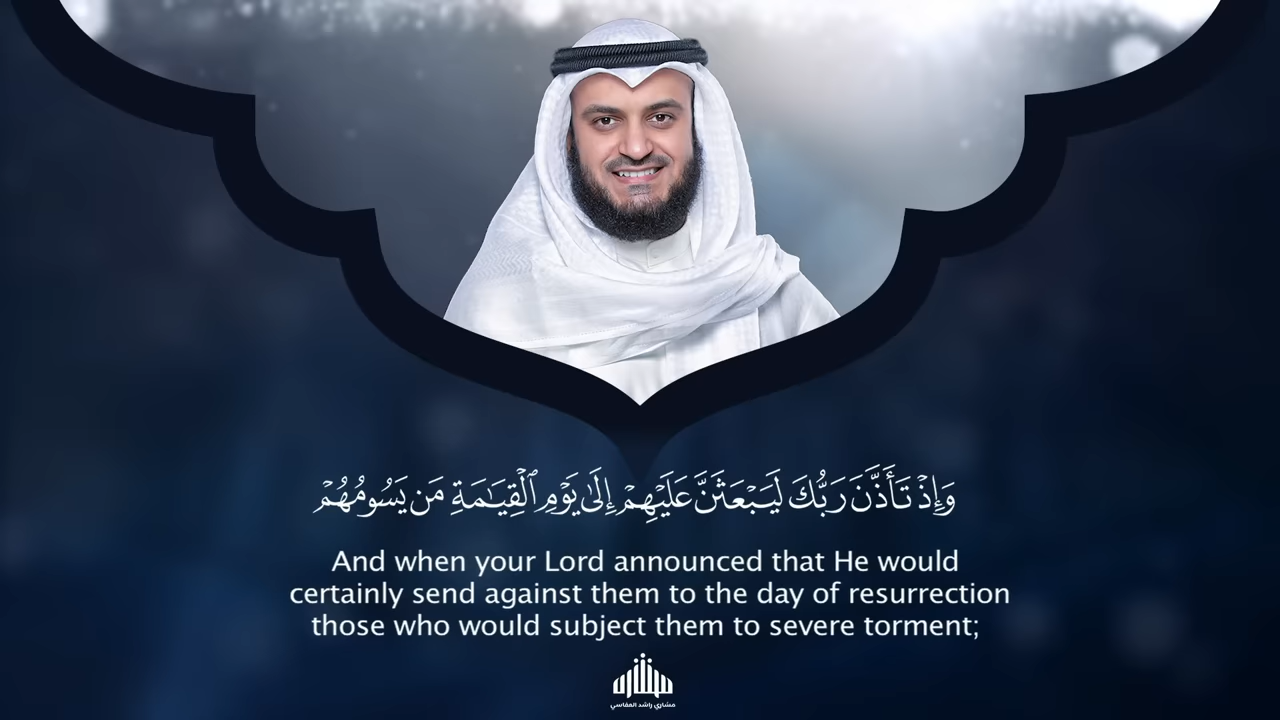 وَإِذْ تَأَذَّنَ رَبُّكَ لَيَبْعَثَنَّ عَلَيْهِمْ إِلَىٰ يَوْمِ ٱلْقِيَٰمَةِ مَن يَسُومُهُمْ
And when your Lord announced that He would
certainly send against them to the day of resurrection
those who would subject them to severe torment;
مشاري راشد العفاسي